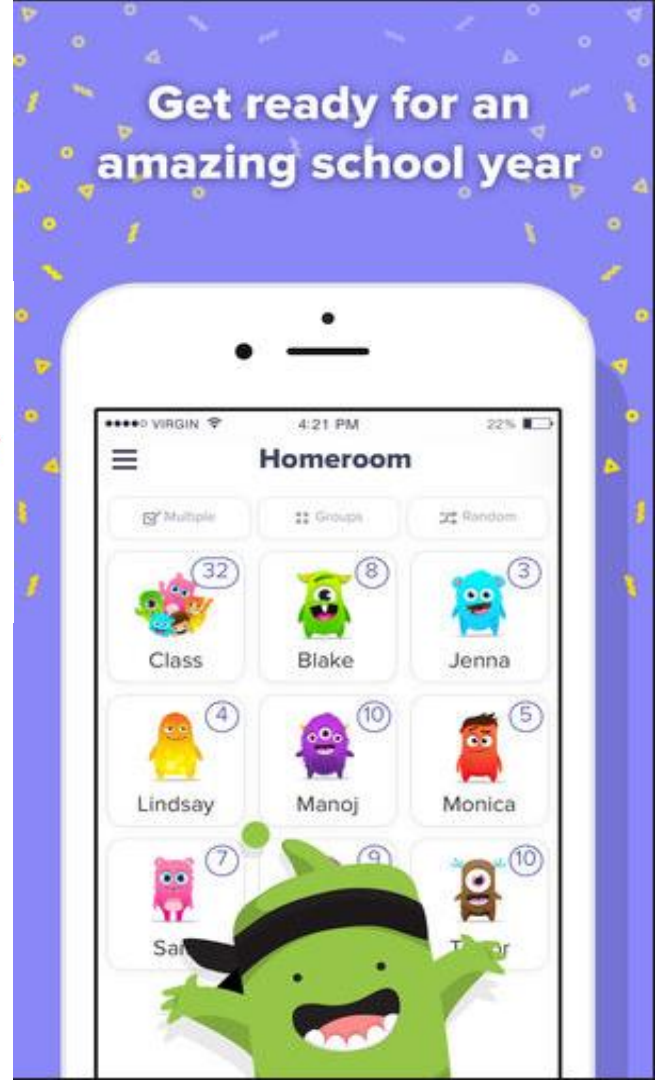 Get ready for an
amazing school year
VIRGIN 4:21 PM 22%
Homeroom
Multiple Groups Random
32 8 3
Class Blake Jenna
4 10 5
Lindsay Manoj Monica
7 9 10